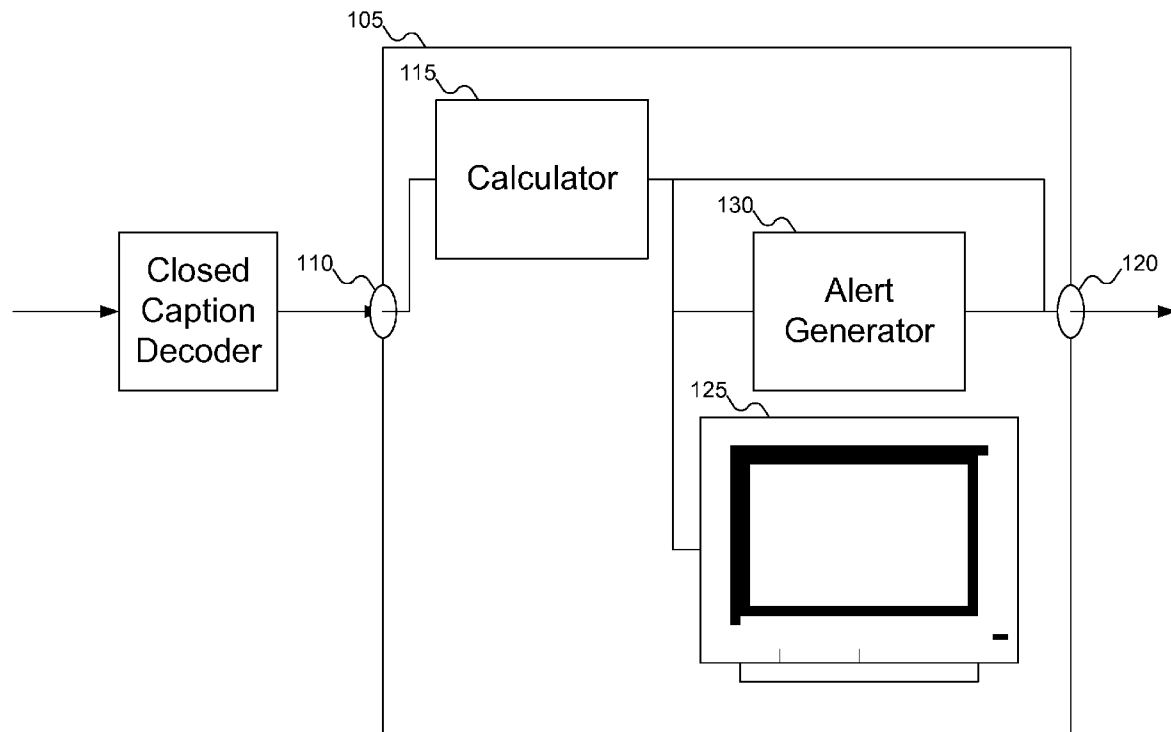 105
115
Calculator
130
110
120
Closed
Caption
Decoder
Alert
Generator
125